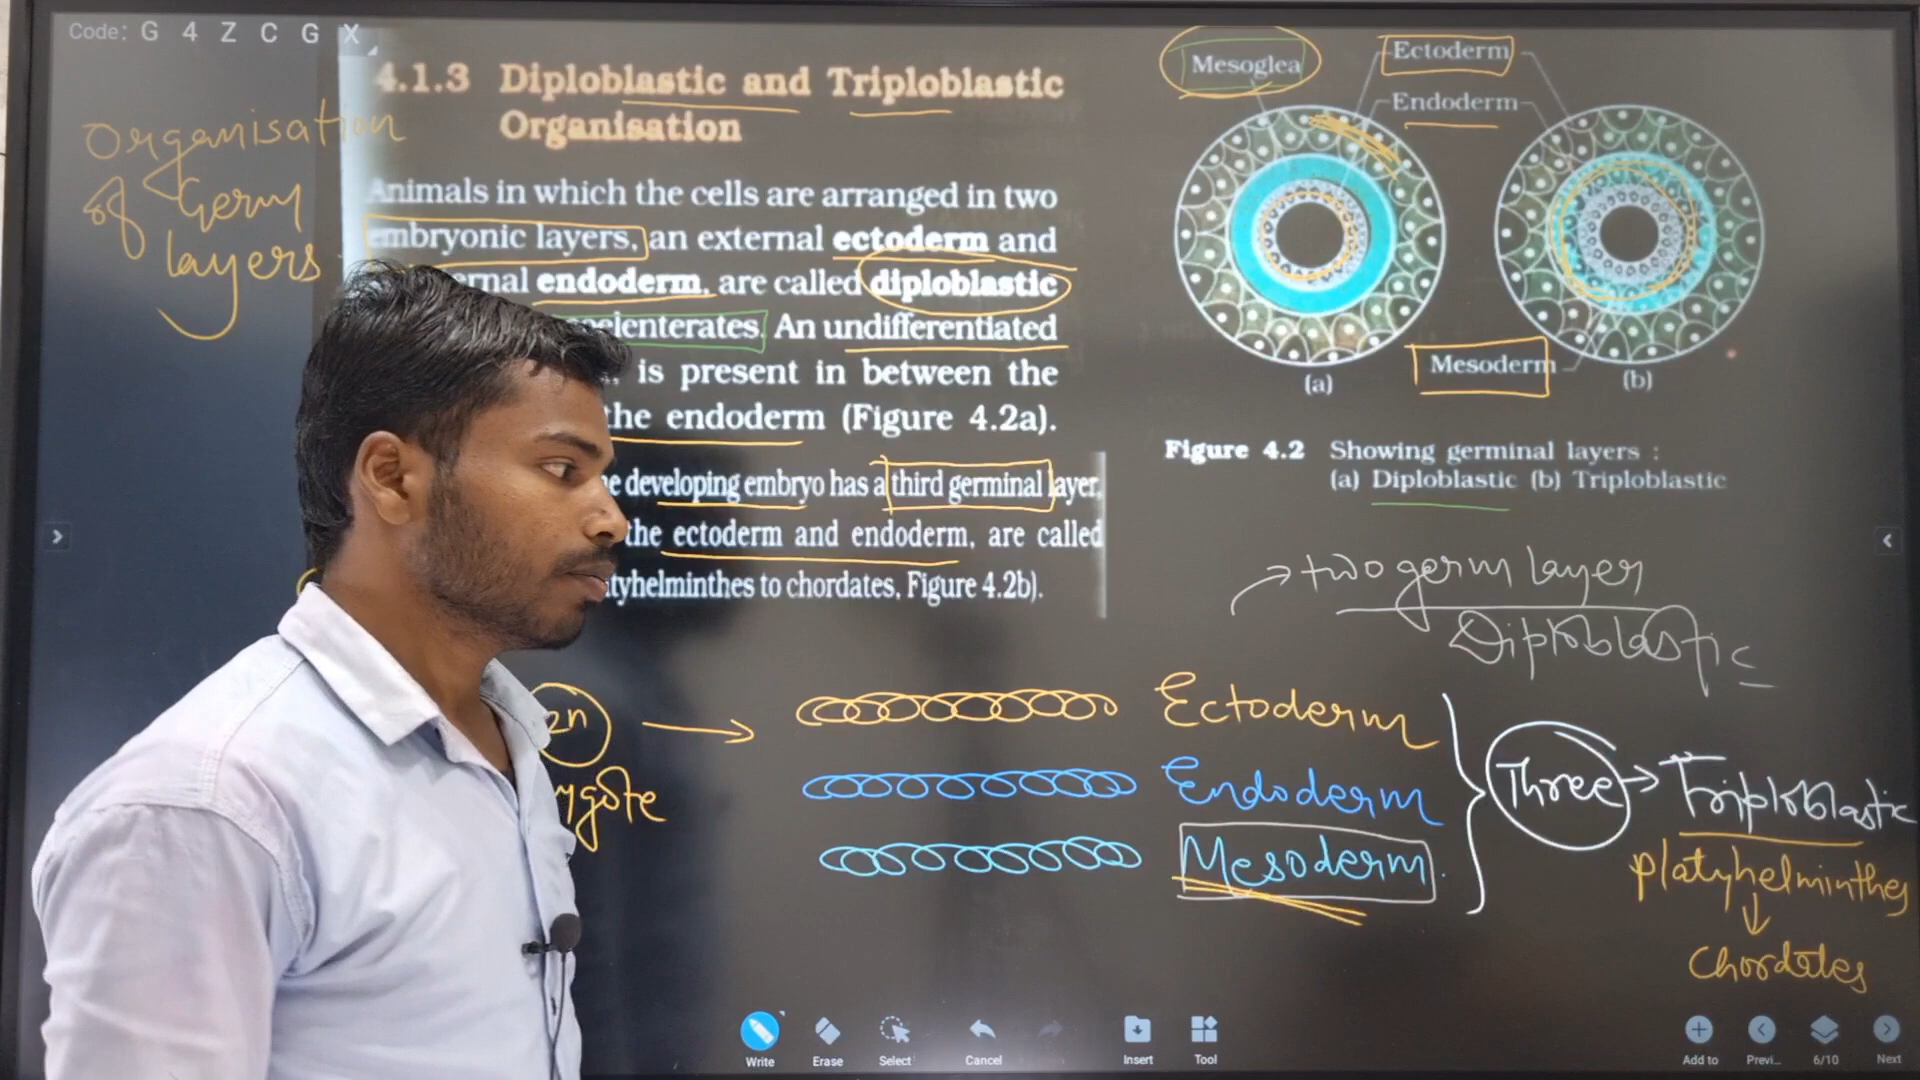 Code: G 4 Z C G X
4.1.3 Diploblastic and Triploblastic
Organisation
Animals in which the cells are arranged in two
embryonic layers, an external ectoderm and
endoderm, are called diploblastic
An undifferentiated
is present in between the
the endoderm (Figure 4.2a).
developing embryo has a third germinal layer,
the ectoderm and endoderm, are called
to chordates, Figure 4.2b).
organisation
of Germ
layers
Mesoglea
Ectoderm
Endoderm
Mesoderm
(a)
(b)
Figure 4.2 Showing germinal layers :
(a) Diploblastic (b) Triploblastic
two germ layer
Diploblastic
2n
Ectoderm
Endoderm
Mesoderm
Three
Triploblastic
platyhelminthes
chordates
Write
Erase
Select
Cancel
Insert
Tool
Add to
Previ...
6/10
Next